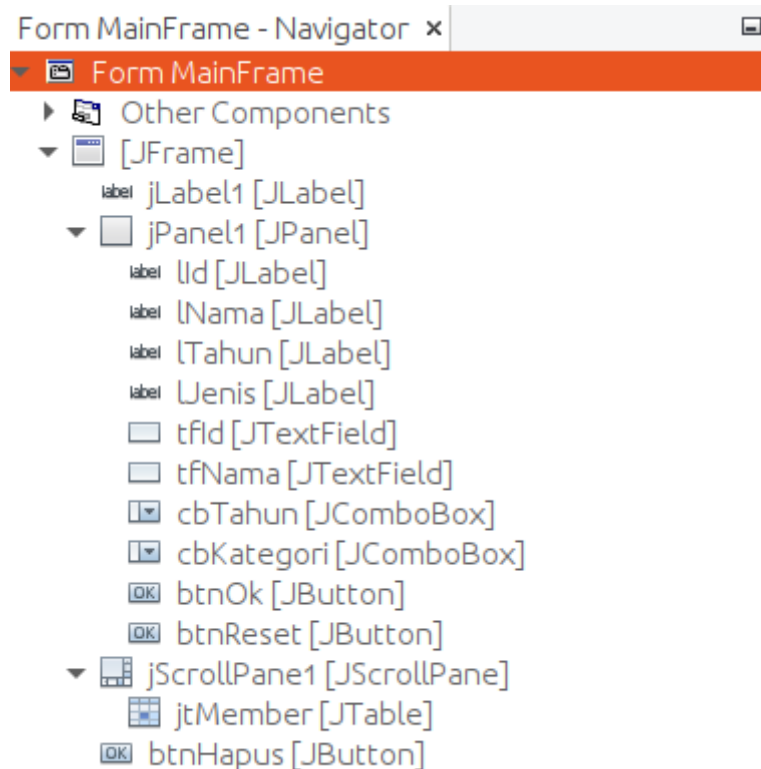 Form MainFrame - Navigator ×
Form MainFrame
Other Components
[JFrame]
label jLabel1 [JLabel]
jPanel1 [JPanel]
label lId [JLabel]
label lNama [JLabel]
label lTahun [JLabel]
label lJenis [JLabel]
tfId [JTextField]
tfNama [JTextField]
cbTahun [JComboBox]
cbKategori [JComboBox]
OK btnOk [JButton]
OK btnReset [JButton]
jScrollPane1 [JScrollPane]
jtMember [JTable]
OK btnHapus [JButton]